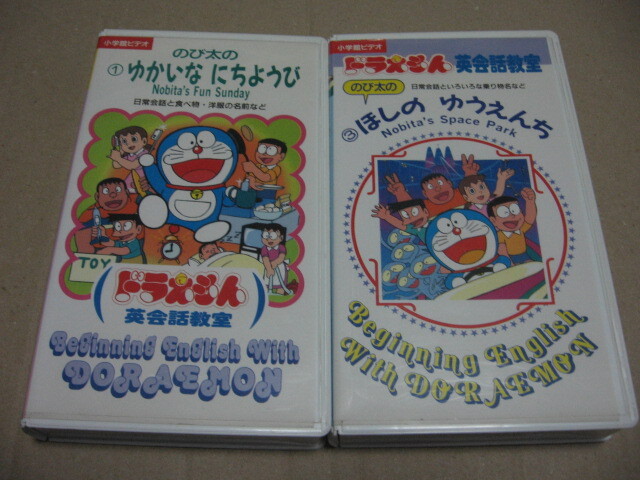 小学館ビデオ
のび太の
① ゆかいな にちようび
Nobita's Fun Sunday
日常会話と食べ物・洋服の名前など
TOY
ドラえもん
英会話教室
Beginning English With
DORAEMON
小学館ビデオ
ドラえもん 英会話教室
のび太の 日常会話といろいろな乗り物名など
③ ほしの ゆうえんち
Nobita's Space Park
Beginning English
With DORAEMON